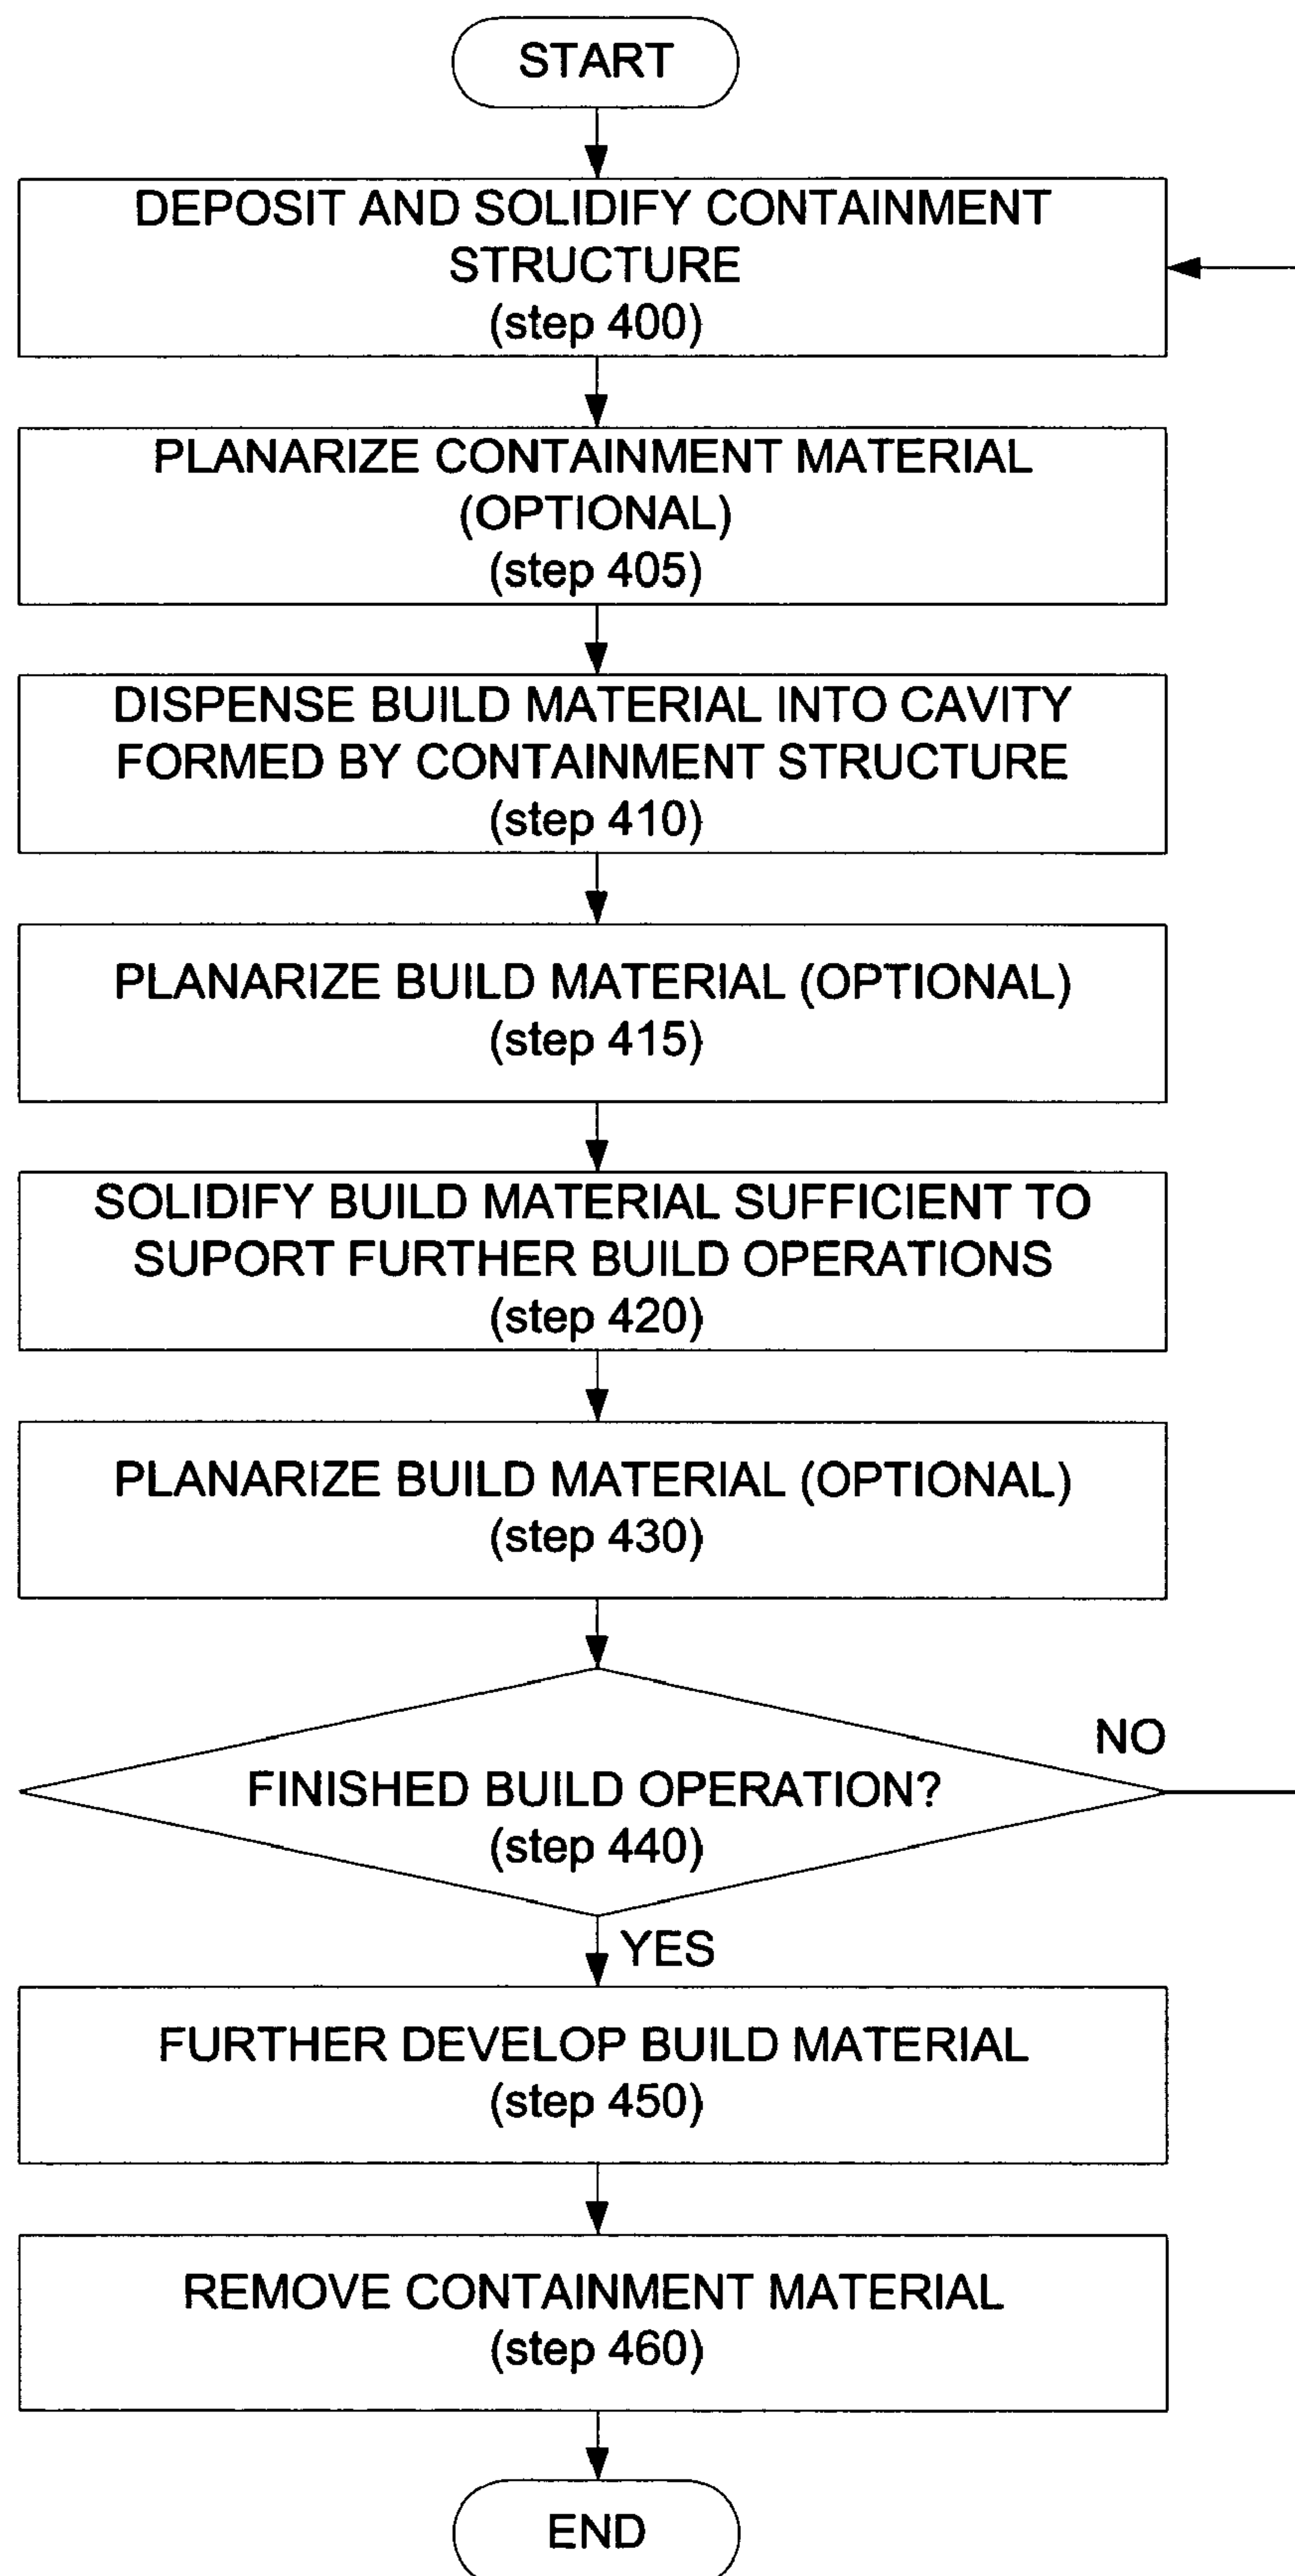 START
DEPOSIT AND SOLIDIFY CONTAINMENT
STRUCTURE
(step 400)
PLANARIZE CONTAINMENT MATERIAL
(OPTIONAL)
(step 405)
DISPENSE BUILD MATERIAL INTO CAVITY
FORMED BY CONTAINMENT STRUCTURE
(step 410)
PLANARIZE BUILD MATERIAL (OPTIONAL)
(step 415)
SOLIDIFY BUILD MATERIAL SUFFICIENT TO
SUPORT FURTHER BUILD OPERATIONS
(step 420)
PLANARIZE BUILD MATERIAL (OPTIONAL)
(step 430)
NO
FINISHED BUILD OPERATION?
(step 440)
YES
FURTHER DEVELOP BUILD MATERIAL
(step 450)
REMOVE CONTAINMENT MATERIAL
(step 460)
END